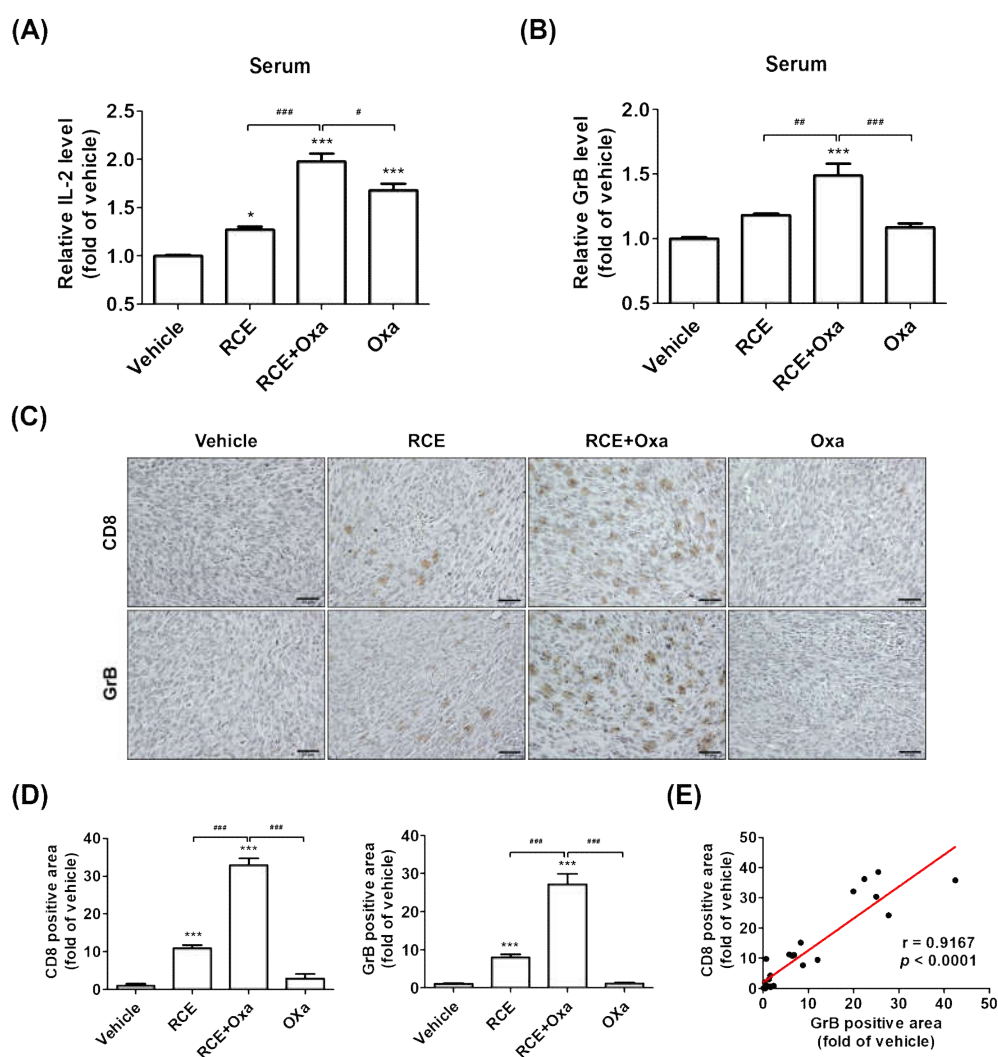 (A)
Serum
Relative IL-2 level
(fold of vehicle)
2.5
2.0
1.5
1.0
0.5
###
#
*
***
***
Vehicle
RCE
RCE+Oxa
Oxa
(B)
Serum
Relative GrB level
(fold of vehicle)
2.0
1.5
1.0
0.5
##
###
***
Vehicle
RCE
RCE+Oxa
Oxa
(C)
Vehicle RCE RCE+Oxa Oxa
CD8
GrB
(D)
CD8 positive area
(fold of vehicle)
40
30
20
10
0
###
###
***
***
Vehicle
RCE
RCE+Oxa
OXa
GrB positive area
(fold of vehicle)
40
30
20
10
0
###
###
***
***
Vehicle
RCE
RCE+Oxa
Oxa
(E)
CD8 positive area
(fold of vehicle)
60
50
40
30
20
10
0
r = 0.9167
p < 0.0001
0 10 20 30 40 50
GrB positive area
(fold of vehicle)